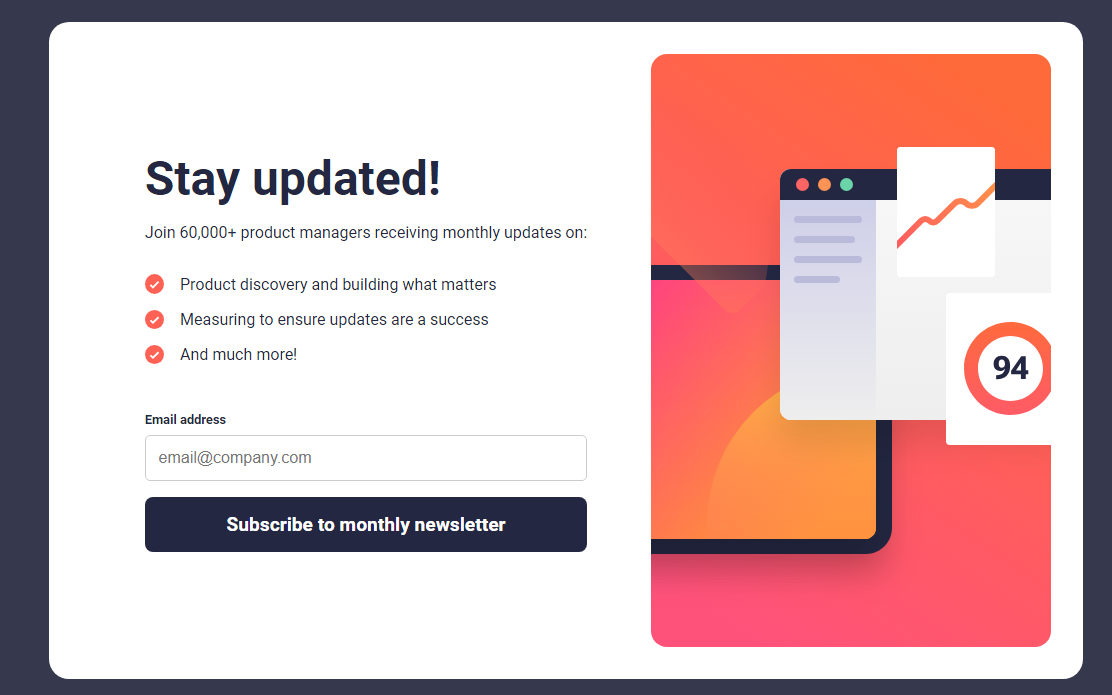 Stay updated!
Join 60,000+ product managers receiving monthly updates on:
Product discovery and building what matters
Measuring to ensure updates are a success
And much more!
Email address
email@company.com
Subscribe to monthly newsletter
94